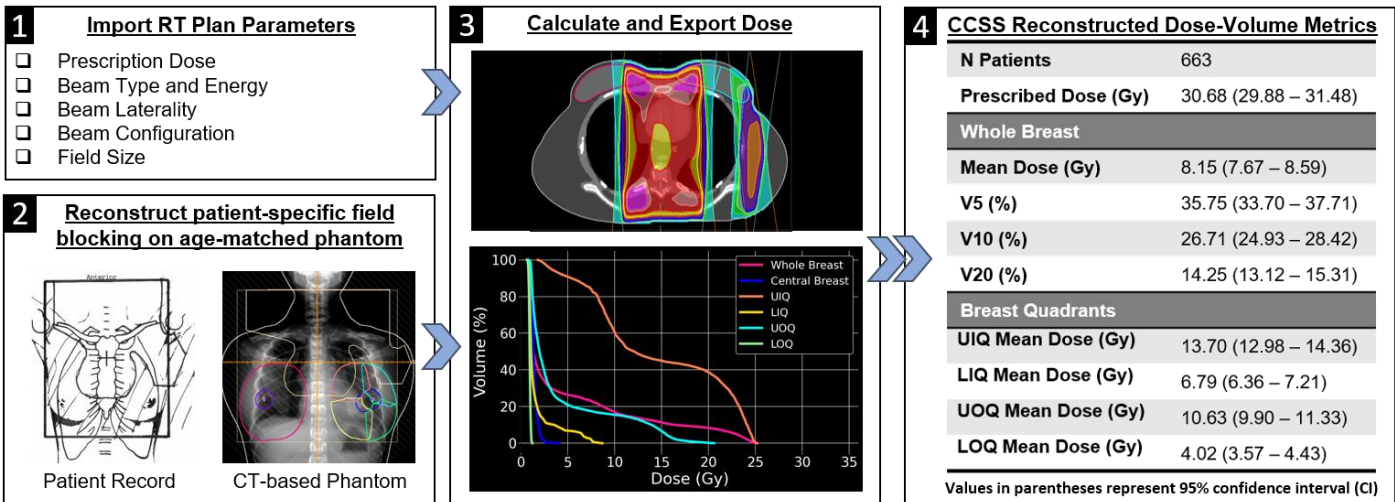 1
Import RT Plan Parameters
Prescription Dose
Beam Type and Energy
Beam Laterality
Beam Configuration
Field Size
2
Reconstruct patient-specific field
blocking on age-matched phantom
Anterior
Patient Record
CT-based Phantom
3
Calculate and Export Dose
Volume (%)
100
80
60
40
20
0
Whole Breast
Central Breast
UIQ
LIQ
UOQ
LOQ
0 5 10 15 20 25 30 35
Dose (Gy)
4
CCSS Reconstructed Dose-Volume Metrics
N Patients 663
Prescribed Dose (Gy) 30.68 (29.88 – 31.48)
Whole Breast
Mean Dose (Gy) 8.15 (7.67 – 8.59)
V5 (%) 35.75 (33.70 – 37.71)
V10 (%) 26.71 (24.93 – 28.42)
V20 (%) 14.25 (13.12 – 15.31)
Breast Quadrants
UIQ Mean Dose (Gy) 13.70 (12.98 – 14.36)
LIQ Mean Dose (Gy) 6.79 (6.36 – 7.21)
UOQ Mean Dose (Gy) 10.63 (9.90 – 11.33)
LOQ Mean Dose (Gy) 4.02 (3.57 – 4.43)
Values in parentheses represent 95% confidence interval (CI)